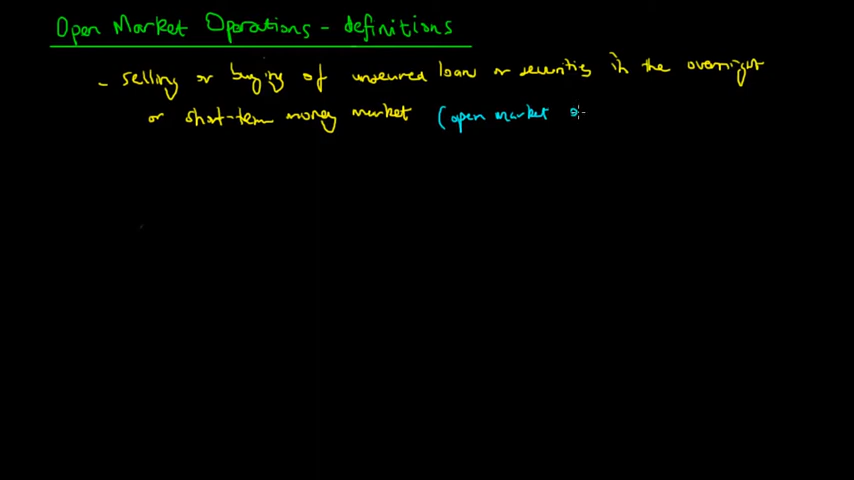 Open Market Operations - definitions
- selling or buying of unsecured loans or securities in the overnight
or short-term money market (open market o